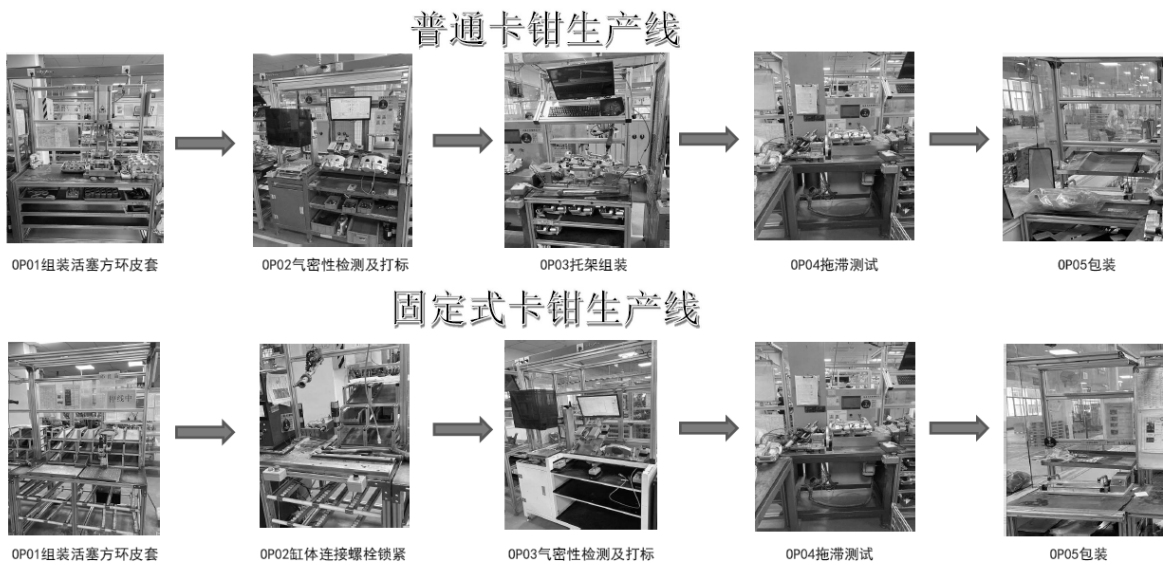 普通卡钳生产线
OP01组装活塞方环皮套
OP02气密性检测及打标
OP03托架组装
OP04拖滞测试
OP05包装
固定式卡钳生产线
OP01组装活塞方环皮套
OP02缸体连接螺栓锁紧
OP03气密性检测及打标
OP04拖滞测试
OP05包装